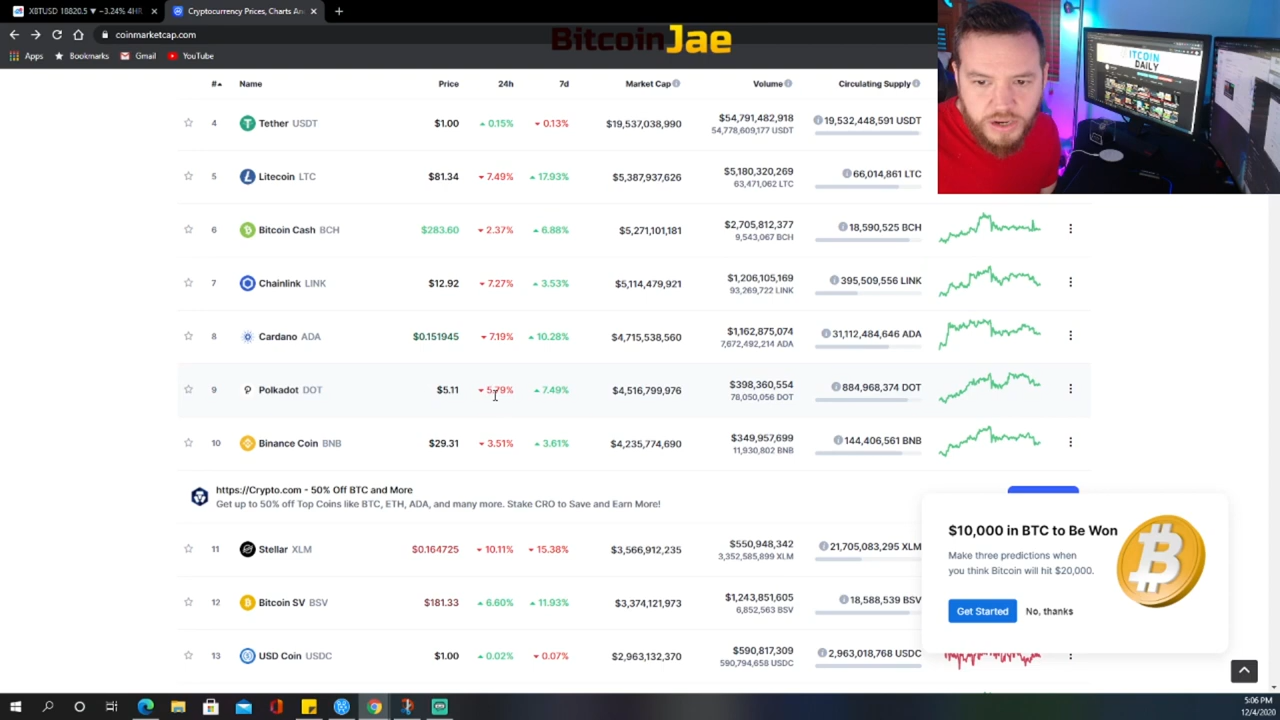 XBTUSD 18820.5 ▼ −3.24% 4HR
Cryptocurrency Prices, Charts An
coinmarketcap.com
BitcoinJae
Apps
Bookmarks
Gmail
YouTube
ITCOIN
DAILY
# Name Price 24h 7d Market Cap Volume Circulating Supply
4 Tether USDT $1.00 0.15% 0.13% $19,537,038,990 $54,791,482,918 19,532,448,591 USDT
54,778,609,177 USDT
5 Litecoin LTC $81.34 7.49% 17.93% $5,387,937,626 $5,180,320,269 66,014,861 LTC
63,471,062 LTC
6 Bitcoin Cash BCH $283.60 2.37% 6.88% $5,271,101,181 $2,705,812,377 18,590,525 BCH
9,543,067 BCH
7 Chainlink LINK $12.92 7.27% 3.53% $5,114,479,921 $1,206,105,169 395,509,556 LINK
93,269,722 LINK
8 Cardano ADA $0.151945 7.19% 10.28% $4,715,538,560 $1,162,875,074 31,112,484,646 ADA
7,672,492,214 ADA
9 Polkadot DOT $5.11 5.79% 7.49% $4,516,799,976 $398,360,554 884,968,374 DOT
78,050,056 DOT
10 Binance Coin BNB $29.31 3.51% 3.61% $4,235,774,690 $349,957,699 144,406,561 BNB
11,930,802 BNB
https://Crypto.com - 50% Off BTC and More
Get up to 50% off Top Coins like BTC, ETH, ADA, and many more. Stake CRO to Save and Earn More!
11 Stellar XLM $0.164725 10.11% 15.38% $3,566,912,235 $550,948,342 21,705,083,295 XLM
3,352,585,899 XLM
12 Bitcoin SV BSV $181.33 6.60% 11.93% $3,374,121,973 $1,243,851,605 18,588,539 BSV
6,852,563 BSV
13 USD Coin USDC $1.00 0.02% 0.07% $2,963,132,370 $590,817,309 2,963,018,768 USDC
590,794,658 USDC
$10,000 in BTC to Be Won
Make three predictions when
you think Bitcoin will hit $20,000.
Get Started
No, thanks
5:06 PM
12/4/2020